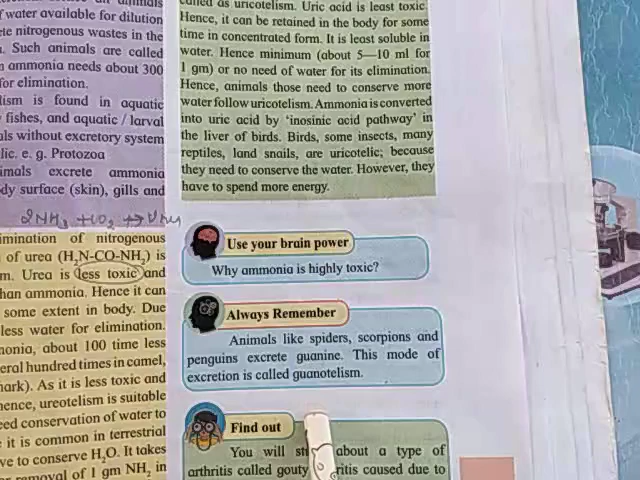 water available for dilution
nitrogenous wastes in the
. Such animals are called
ammonia needs about 300
for elimination.
lism is found in aquatic
fishes, and aquatic / larval
als without excretory system
lic. e. g. Protozoa
imals excrete ammonia
dy surface (skin), gills and
2NH3 + CO2 → Urea
imination of nitrogenous
of urea (H2N-CO-NH2) is
m. Urea is less toxic and
han ammonia. Hence it can
some extent in body. Due
less water for elimination.
nonia, about 100 time less
eral hundred times in camel,
nark). As it is less toxic and
hence, ureotelism is suitable
eed conservation of water to
it is common in terrestrial
ve to conserve H2O. It takes
removal of 1 gm NH2 in
called as uricotelism. Uric acid is least toxic
Hence, it can be retained in the body for some
time in concentrated form. It is least soluble in
water. Hence minimum (about 5—10 ml for
1 gm) or no need of water for its elimination.
Hence, animals those need to conserve more
water follow uricotelism. Ammonia is converted
into uric acid by ‘inosinic acid pathway’ in
the liver of birds. Birds, some insects, many
reptiles, land snails, are uricotelic; because
they need to conserve the water. However, they
have to spend more energy.
Use your brain power
Why ammonia is highly toxic?
Always Remember
Animals like spiders, scorpions and
penguins excrete guanine. This mode of
excretion is called guanotelism.
Find out
You will st about a type of
arthritis called gouty ritis caused due to